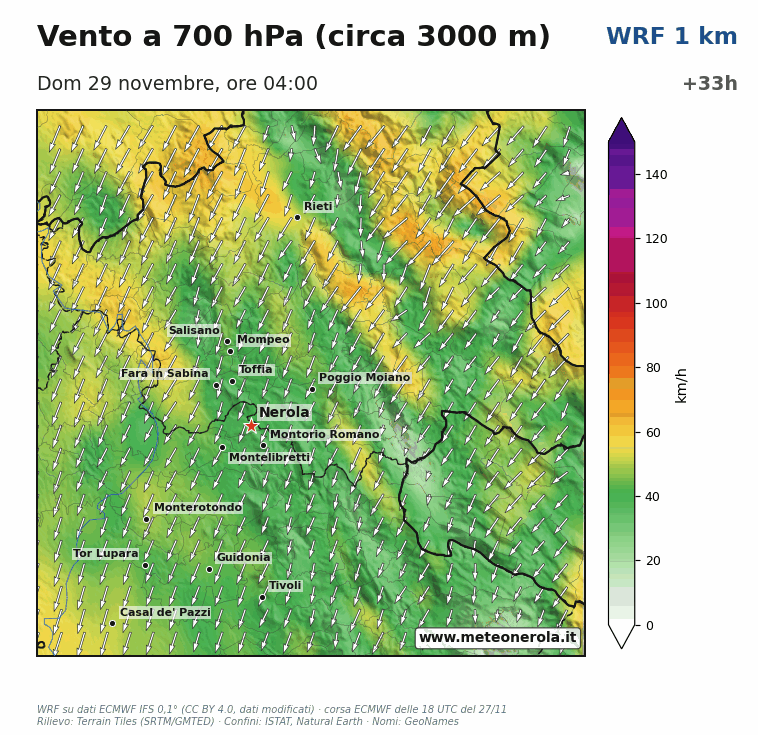 Vento a 700 hPa (circa 3000 m)
WRF 1 km
Dom 29 novembre, ore 04:00
+33h
Rieti
Salisano
Mompeo
Toffia
Fara in Sabina
Poggio Moiano
Nerola
Montorio Romano
Montelibretti
Monterotondo
Tor Lupara
Guidonia
Tivoli
Casal de' Pazzi
www.meteonerola.it
140
120
100
80
60
40
20
0
km/h
WRF su dati ECMWF IFS 0,1° (CC BY 4.0, dati modificati) · corsa ECMWF delle 18 UTC del 27/11
Rilievo: Terrain Tiles (SRTM/GMTED) · Confini: ISTAT, Natural Earth · Nomi: GeoNames